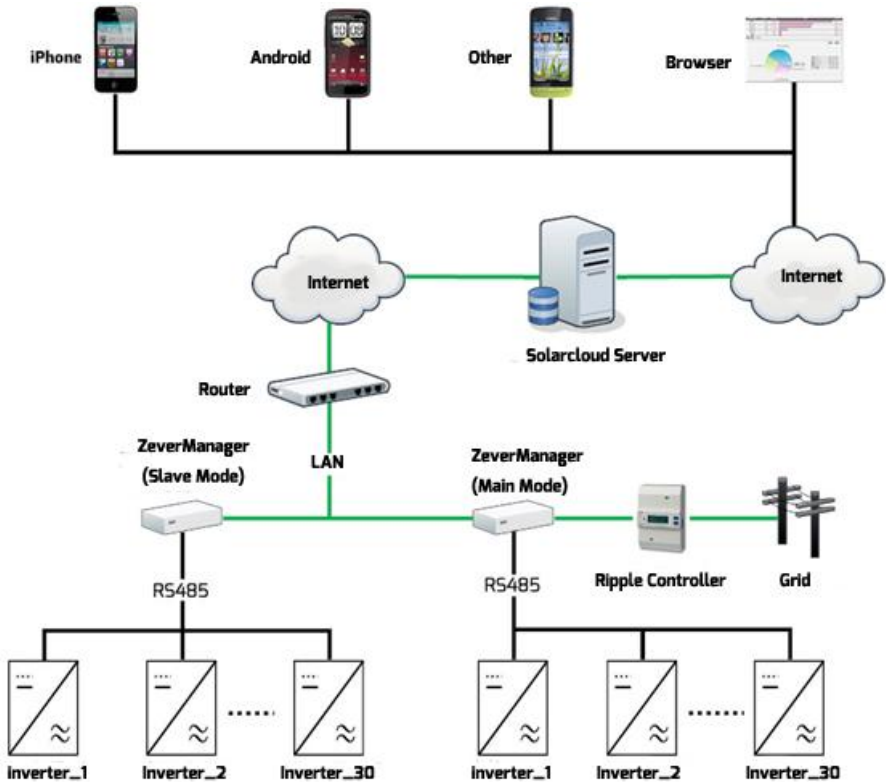 iPhone
Android
Other
Browser
Internet
Internet
Solarcloud Server
Router
ZeverManager
(Slave Mode)
LAN
ZeverManager
(Main Mode)
RS485
RS485
Ripple Controller
Grid
inverter_1
Inverter_2
Inverter_30
inverter_1
Inverter_2
Inverter_30